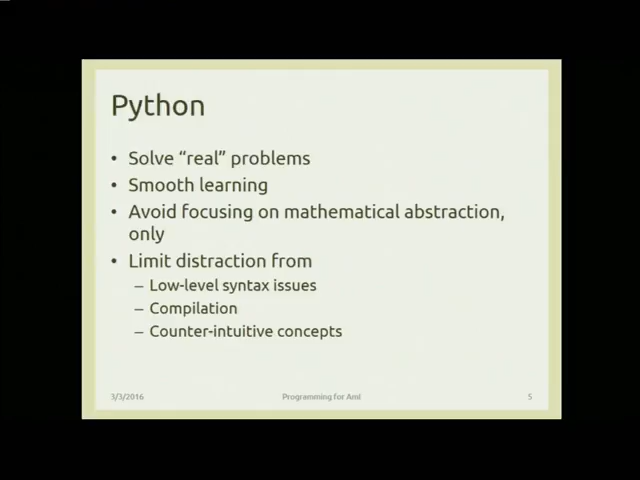 Python
• Solve “real” problems
• Smooth learning
• Avoid focusing on mathematical abstraction,
only
• Limit distraction from
– Low-level syntax issues
– Compilation
– Counter-intuitive concepts
3/3/2016 Programming for AmI 5